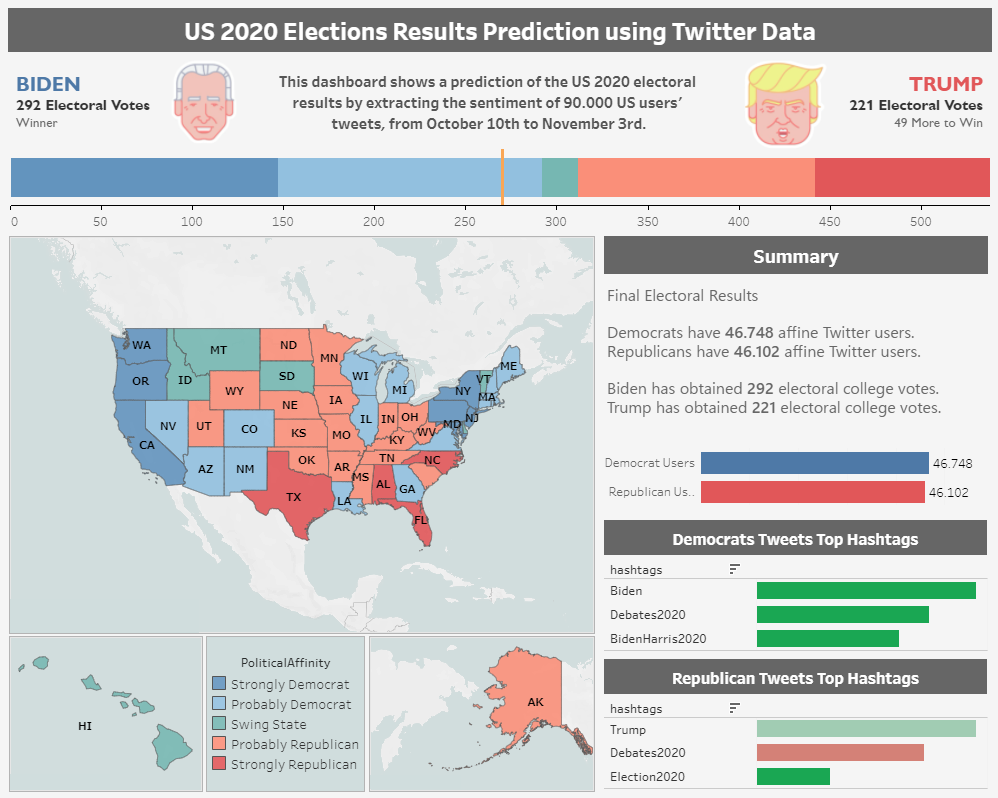 US 2020 Elections Results Prediction using Twitter Data
BIDEN
292 Electoral Votes
Winner
This dashboard shows a prediction of the US 2020 electoral
results by extracting the sentiment of 90.000 US users'
tweets, from October 10th to November 3rd.
TRUMP
221 Electoral Votes
49 More to Win
0 50 100 150 200 250 300 350 400 450 500
WA
MT
ND
MN
OR
ID
SD
WY
WI
MI
NY
VT
ME
MA
NV
UT
CO
NE
IA
IL
IN
OH
NJ
MD
CA
KS
MO
KY
WV
AZ
NM
OK
AR
TN
NC
TX
LA
MS
AL
GA
FL
HI
PoliticalAffinity
Strongly Democrat
Probably Democrat
Swing State
Probably Republican
Strongly Republican
AK
Summary
Final Electoral Results
Democrats have 46.748 affine Twitter users.
Republicans have 46.102 affine Twitter users.
Biden has obtained 292 electoral college votes.
Trump has obtained 221 electoral college votes.
Democrat Users 46.748
Republican Us.. 46.102
Democrats Tweets Top Hashtags
hashtags
Biden
Debates2020
BidenHarris2020
Republican Tweets Top Hashtags
hashtags
Trump
Debates2020
Election2020